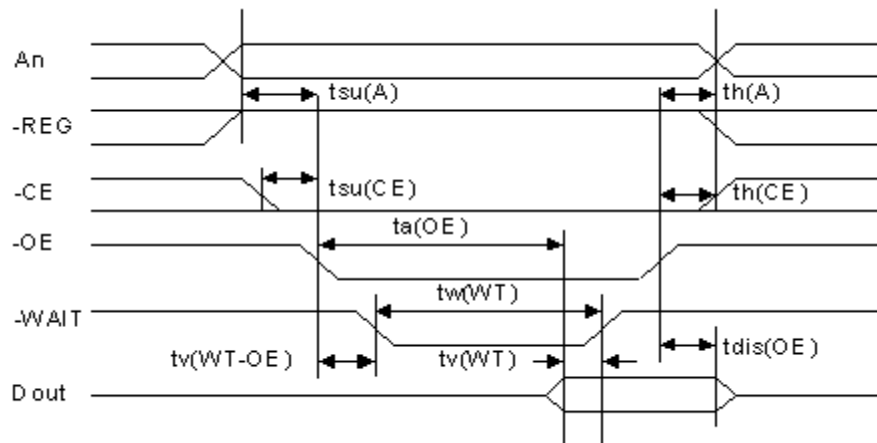 An
tsu(A)
th(A)
-REG
-CE
tsu(CE)
th(CE)
ta(OE)
-OE
tw(WT)
-WAIT
tv(WT-OE)
tv(WT)
tdis(OE)
D out